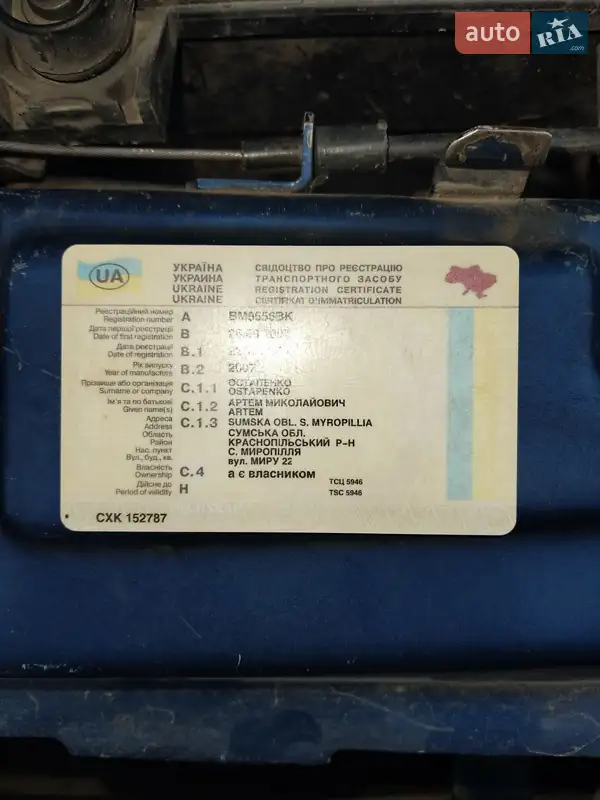 auto RIA .com
UA
УКРАЇНА
УКРАИНА
UKRAINE
UKRAINE
СВІДОЦТВО ПРО РЕЄСТРАЦІЮ
ТРАНСПОРТНОГО ЗАСОБУ
REGISTRATION CERTIFICATE
CERTIFIKAT D'IMMATRICULATION
Реєстраційний номер
Registration number A
Дата першої реєстрації
Date of first registration B
Дата реєстрації
Date of registration B.1
Рік випуску
Year of manufacture B.2 2007
Прізвище або організація
Surname or company C.1.1 ОСТАПЕНКО
OSTAPENKO
Ім'я та по батькові
Given name(s) C.1.2 АРТЕМ МИКОЛАЙОВИЧ
ARTEM
Адреса
Address C.1.3 SUMSKA OBL. S. MYROPILLIA
Область СУМСЬКА ОБЛ.
Район КРАСНОПІЛЬСЬКИЙ Р-Н
Нас. пункт С. МИРОПІЛЛЯ
Вул., буд., кв. вул. МИРУ 22
Власність
Ownership C.4 а є власником
Дійсне до
Period of validity H
ТСЦ 5946
TSC 5946
СХК 152787